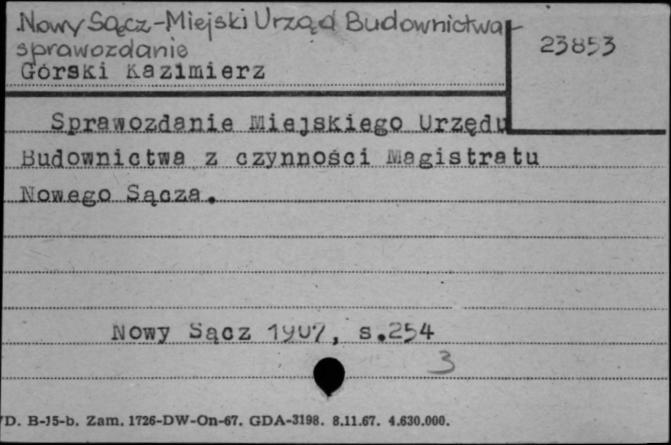 Nowy Sącz-Miejski Urząd Budownictwa-
sprawozdanie
23853
Górski Kazimierz
Sprawozdanie Miejskiego Urzędu
Budownictwa z czynności Magistratu
Nowego Sącza.
Nowy Sącz 1907, s.254
3
D. B-15-b. Zam. 1726-DW-On-67. GDA-3198. 8.11.67. 4.630.000.